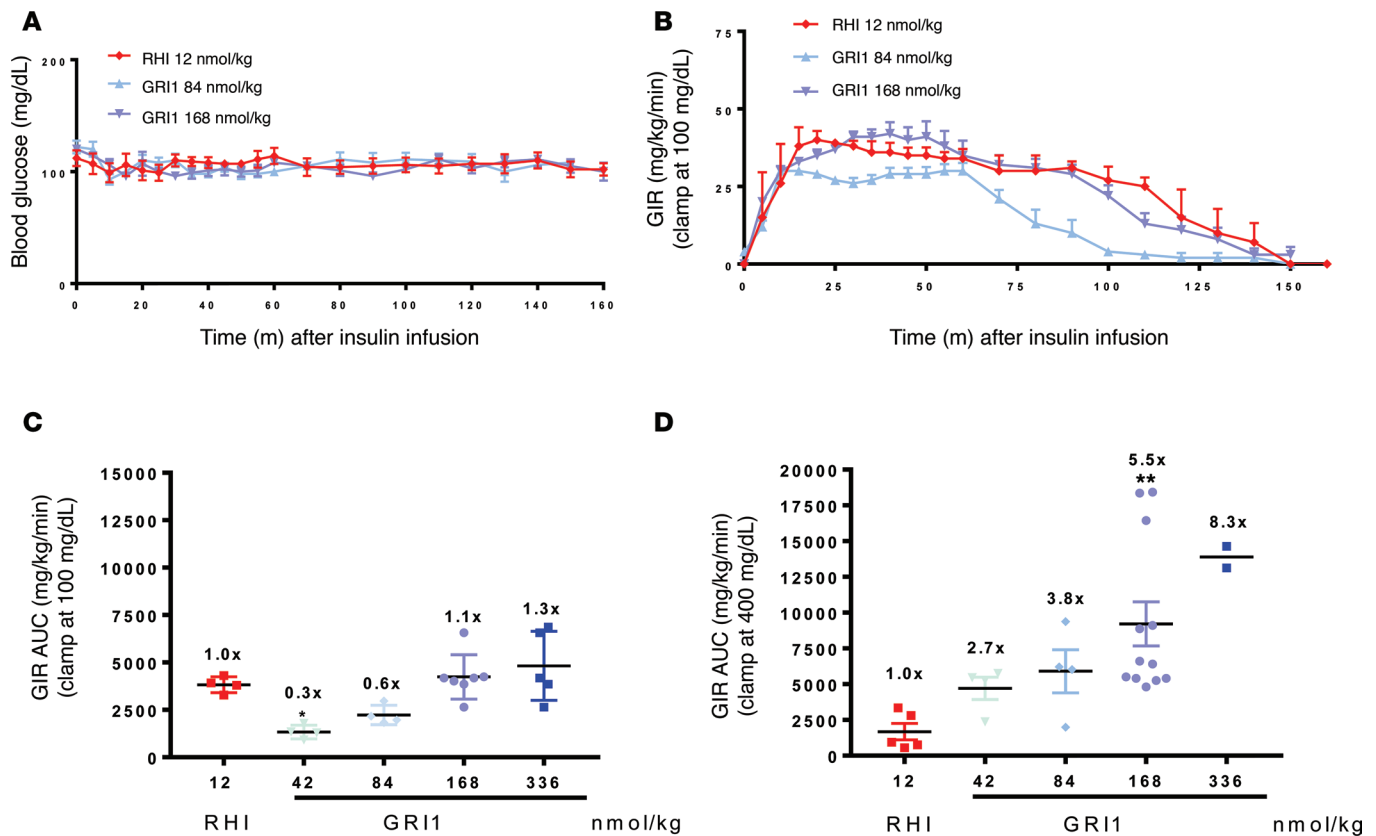 A
Blood glucose (mg/dL)
RHI 12 nmol/kg
GRI1 84 nmol/kg
GRI1 168 nmol/kg
200
100
0
0 20 40 60 80 100 120 140 160
Time (m) after insulin infusion
B
GIR (mg/kg/min)
(clamp at 100 mg/dL)
RHI 12 nmol/kg
GRI1 84 nmol/kg
GRI1 168 nmol/kg
75
50
25
0
0 25 50 75 100 125 150
Time (m) after insulin infusion
C
GIR AUC (mg/kg/min)
(clamp at 100 mg/dL)
15000
12500
10000
7500
5000
2500
0
1.0x
0.3x
*
0.6x
1.1x
1.3x
12 42 84 168 336
RHI GRI1 nmol/kg
D
GIR AUC (mg/kg/min)
(clamp at 400 mg/dL)
20000
17500
15000
12500
10000
7500
5000
2500
0
1.0x
2.7x
3.8x
5.5x
**
8.3x
12 42 84 168 336
RHI GRI1 nmol/kg